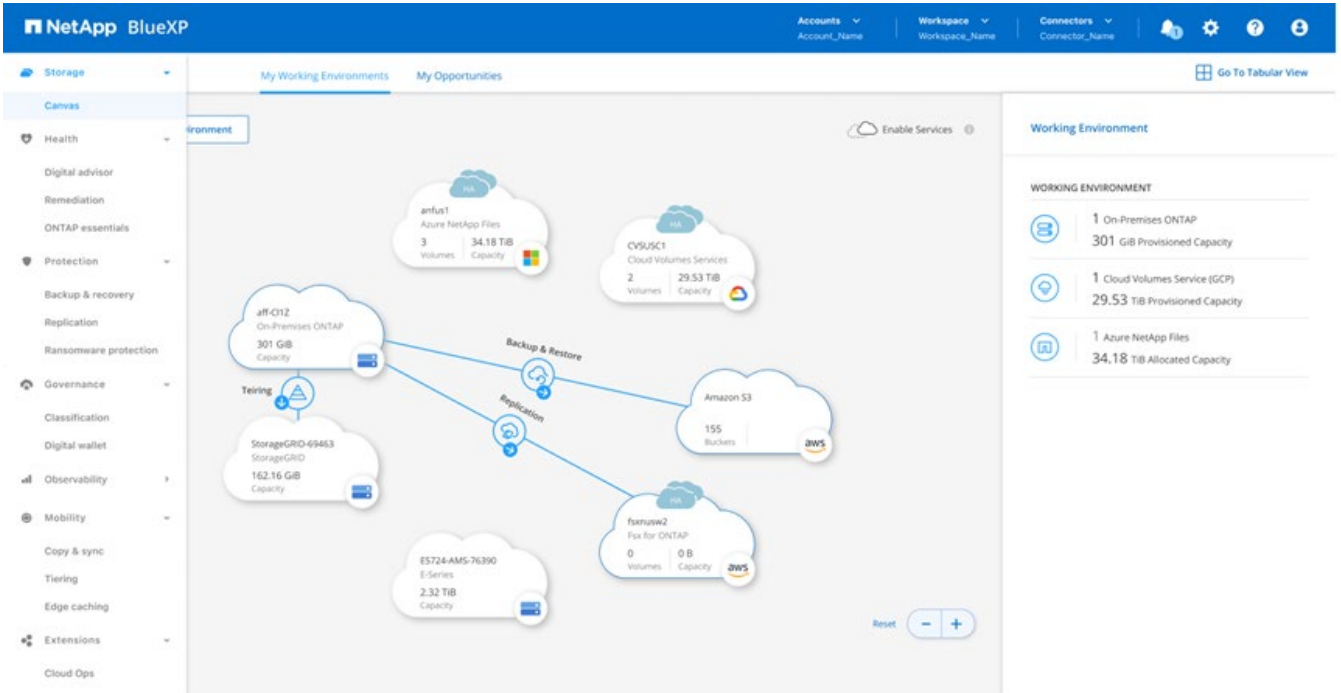 NetApp BlueXP
Accounts
Account_Name
Workspace
Workspace_Name
Connectors
Connector_Name
1
Storage
Canvas
Health
Digital advisor
Remediation
ONTAP essentials
Protection
Backup & recovery
Replication
Ransomware protection
Governance
Classification
Digital wallet
Observability
Mobility
Copy & sync
Tiering
Edge caching
Extensions
Cloud Ops
My Working Environments
My Opportunities
Go To Tabular View
ironment
Enable Services
HA
anfus1
Azure NetApp Files
3 34.18 TiB
Volumes Capacity
HA
CVSUSC1
Cloud Volumes Services
2 29.53 TiB
Volumes Capacity
aff-CI1Z
On-Premises ONTAP
301 GiB
Capacity
Backup & Restore
Teiring
Replication
Amazon S3
155
Buckets
aws
StorageGRID-69463
StorageGRID
162.16 GiB
Capacity
HA
fsxnusw2
Fsx for ONTAP
0 0 B
Volumes Capacity
aws
E5724-AMS-76390
E-Series
2.32 TiB
Capacity
Reset
Working Environment
WORKING ENVIRONMENT
1 On-Premises ONTAP
301 GiB Provisioned Capacity
1 Cloud Volumes Service (GCP)
29.53 TiB Provisioned Capacity
1 Azure NetApp Files
34.18 TiB Allocated Capacity